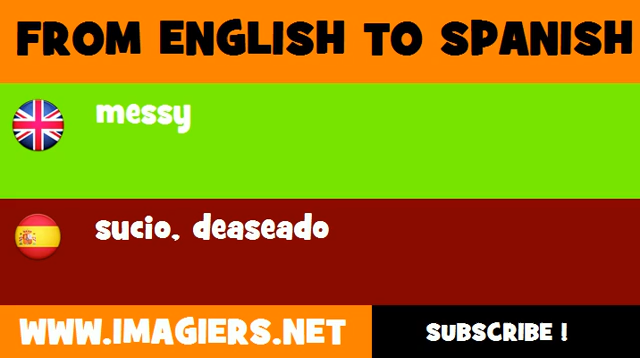 FROM ENGLISH TO SPANISH
messy
sucio, deaseado
WWW.IMAGIERS.NET
SUBSCRIBE !